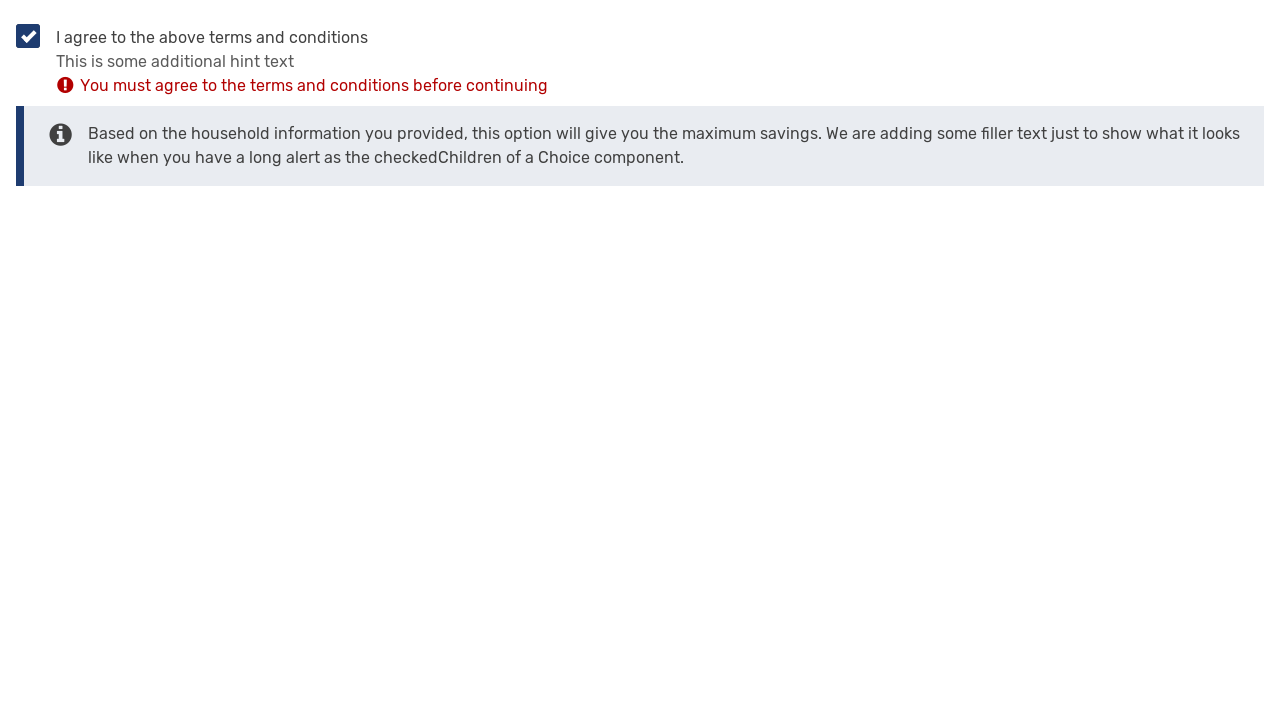 I agree to the above terms and conditions
This is some additional hint text
You must agree to the terms and conditions before continuing
Based on the household information you provided, this option will give you the maximum savings. We are adding some filler text just to show what it looks
like when you have a long alert as the checkedChildren of a Choice component.